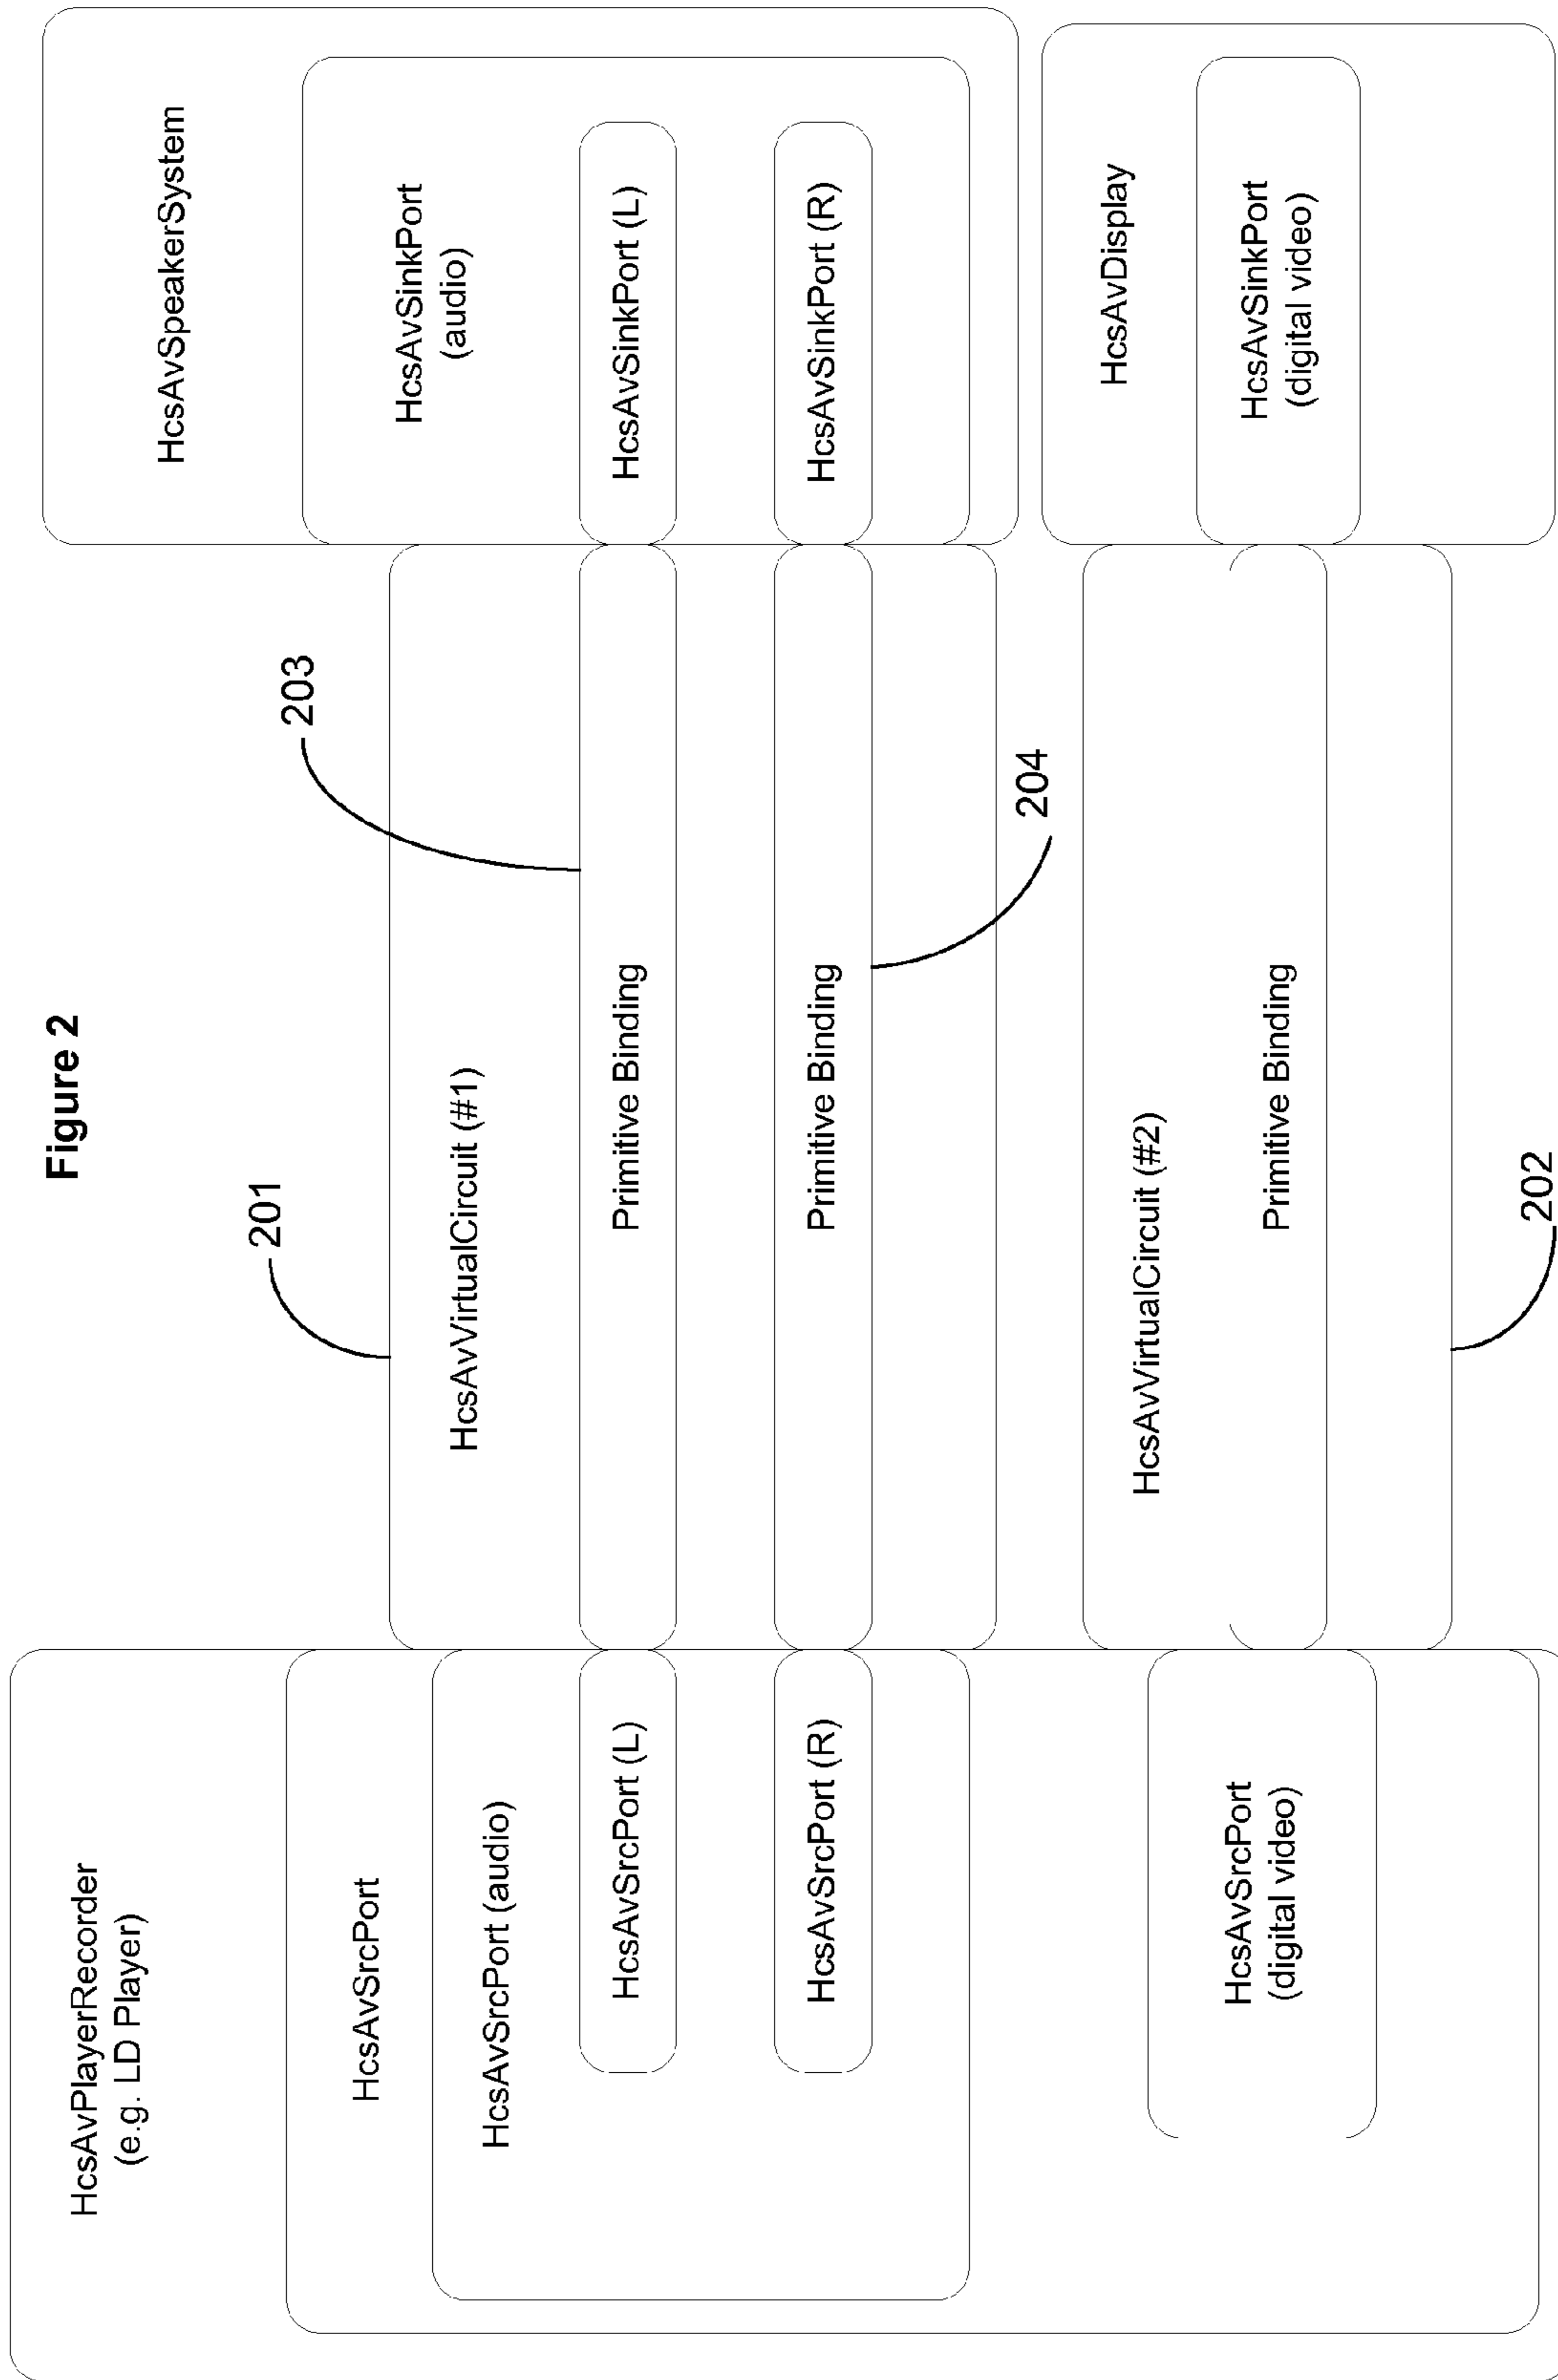 Figure 2
HcsAvPlayerRecorder
(e.g. LD Player)
HcsAvSrcPort
HcsAvSrcPort (audio)
HcsAvSrcPort (L)
HcsAvSrcPort (R)
HcsAvSrcPort
(digital video)
201
HcsAvVirtualCircuit (#1)
203
Primitive Binding
Primitive Binding
204
HcsAvVirtualCircuit (#2)
Primitive Binding
202
HcsAvSpeakerSystem
HcsAvSinkPort
(audio)
HcsAvSinkPort (L)
HcsAvSinkPort (R)
HcsAvDisplay
HcsAvSinkPort
(digital video)